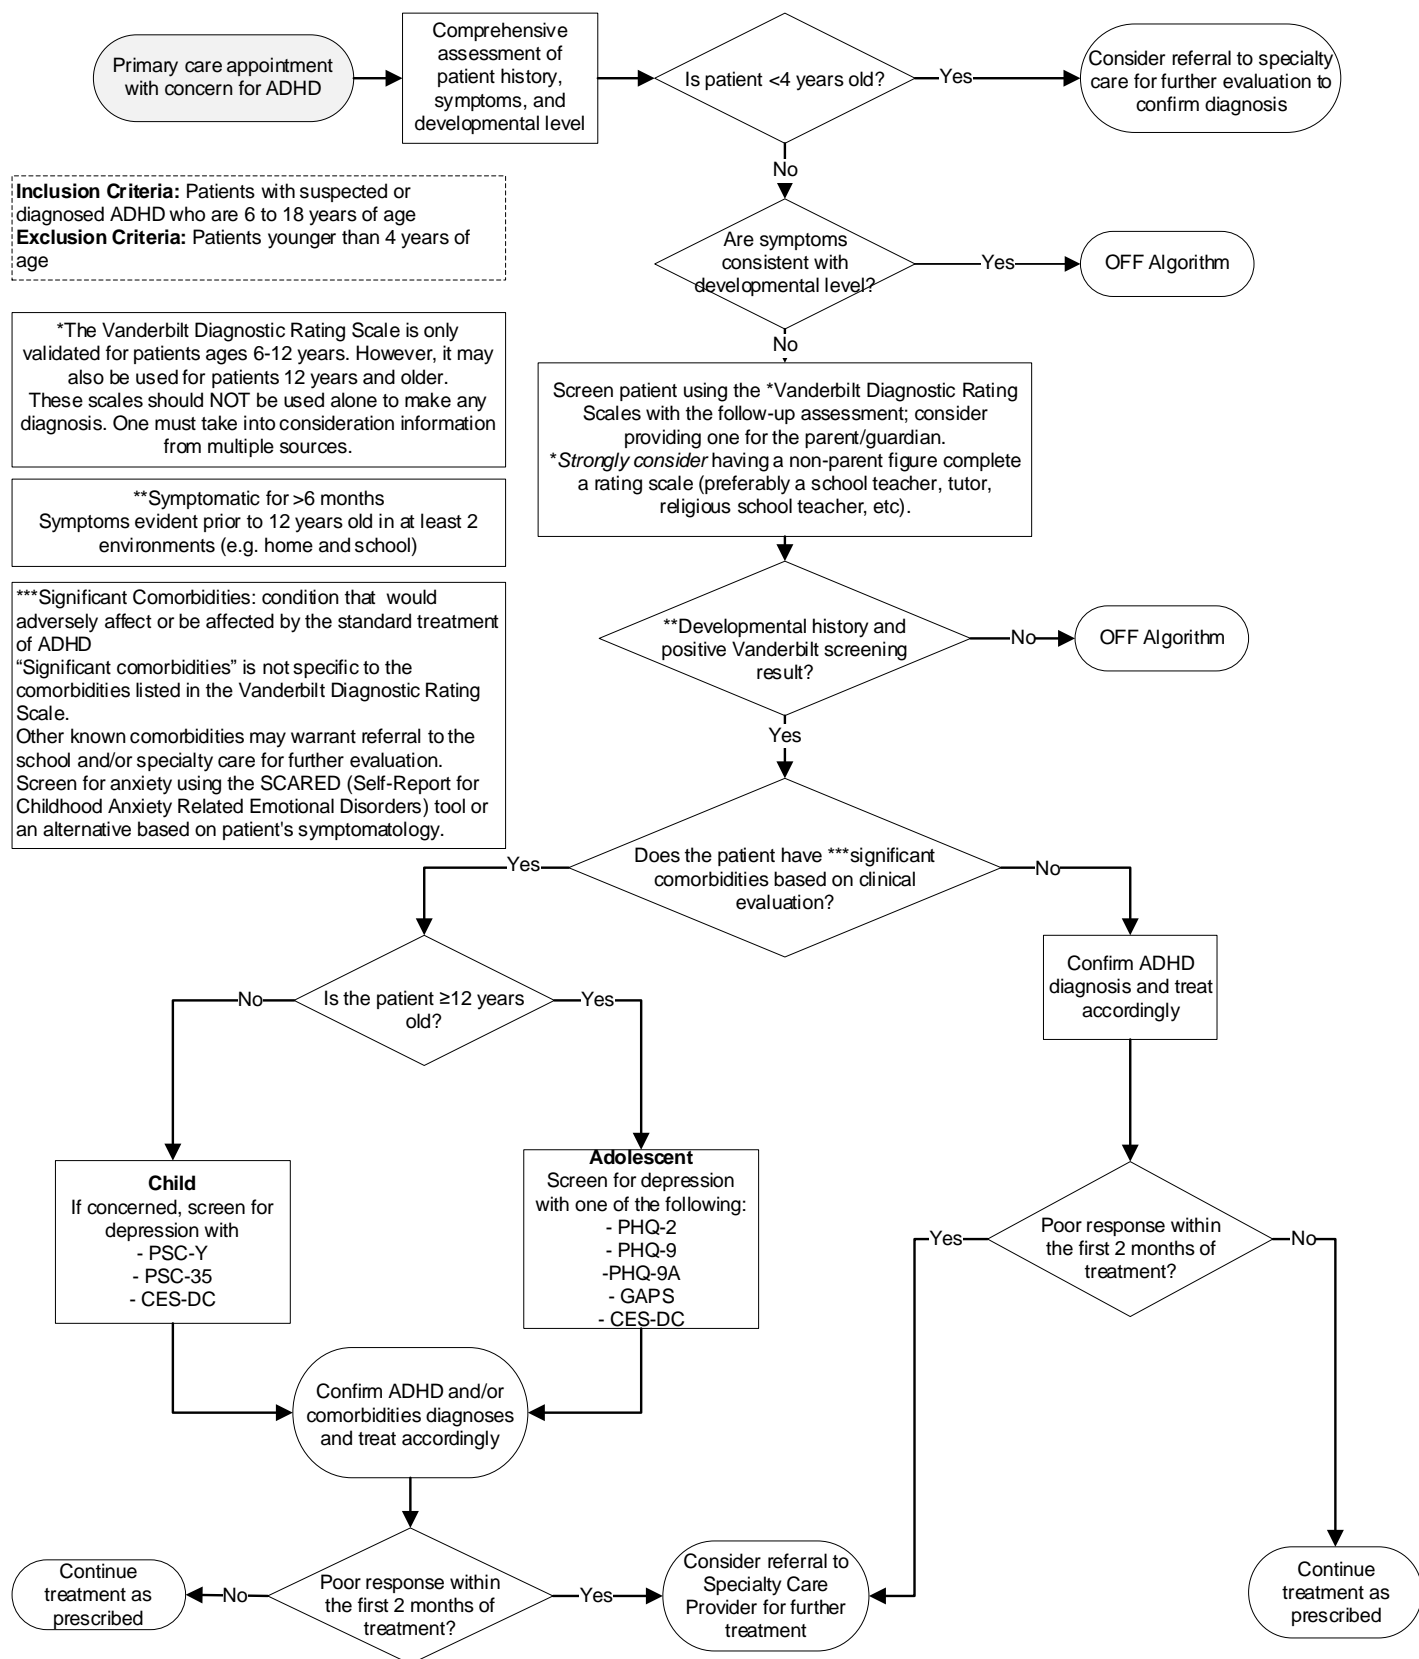 Primary care appointment
with concern for ADHD
Comprehensive
assessment of
patient history,
symptoms, and
developmental level
Is patient <4 years old?
Yes
Consider referral to specialty
care for further evaluation to
confirm diagnosis
No
Inclusion Criteria: Patients with suspected or
diagnosed ADHD who are 6 to 18 years of age
Exclusion Criteria: Patients younger than 4 years of
age
Are symptoms
consistent with
developmental level?
Yes
OFF Algorithm
No
*The Vanderbilt Diagnostic Rating Scale is only
validated for patients ages 6-12 years. However, it may
also be used for patients 12 years and older.
These scales should NOT be used alone to make any
diagnosis. One must take into consideration information
from multiple sources.
Screen patient using the *Vanderbilt Diagnostic Rating
Scales with the follow-up assessment; consider
providing one for the parent/guardian.
*Strongly consider having a non-parent figure complete
a rating scale (preferably a school teacher, tutor,
religious school teacher, etc).
**Symptomatic for >6 months
Symptoms evident prior to 12 years old in at least 2
environments (e.g. home and school)
***Significant Comorbidities: condition that would
adversely affect or be affected by the standard treatment
of ADHD
“Significant comorbidities” is not specific to the
comorbidities listed in the Vanderbilt Diagnostic Rating
Scale.
Other known comorbidities may warrant referral to the
school and/or specialty care for further evaluation.
Screen for anxiety using the SCARED (Self-Report for
Childhood Anxiety Related Emotional Disorders) tool or
an alternative based on patient's symptomatology.
**Developmental history and
positive Vanderbilt screening
result?
No
OFF Algorithm
Yes
Does the patient have ***significant
comorbidities based on clinical
evaluation?
Yes
No
Is the patient ≥12 years
old?
No
Yes
Confirm ADHD
diagnosis and treat
accordingly
Child
If concerned, screen for
depression with
- PSC-Y
- PSC-35
- CES-DC
Adolescent
Screen for depression
with one of the following:
- PHQ-2
- PHQ-9
-PHQ-9A
- GAPS
- CES-DC
Poor response within
the first 2 months of
treatment?
Yes
No
Confirm ADHD and/or
comorbidities diagnoses
and treat accordingly
Poor response within
the first 2 months of
treatment?
No
Yes
Continue
treatment as
prescribed
Consider referral to
Specialty Care
Provider for further
treatment
Continue
treatment as
prescribed